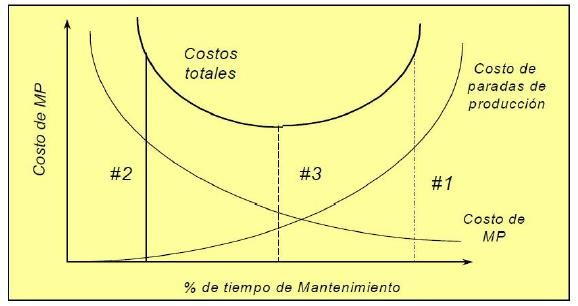 Costos
totales
Costo de
paradas de
producción
Costo de MP
#2
#3
#1
Costo de
MP
% de tiempo de Mantenimiento